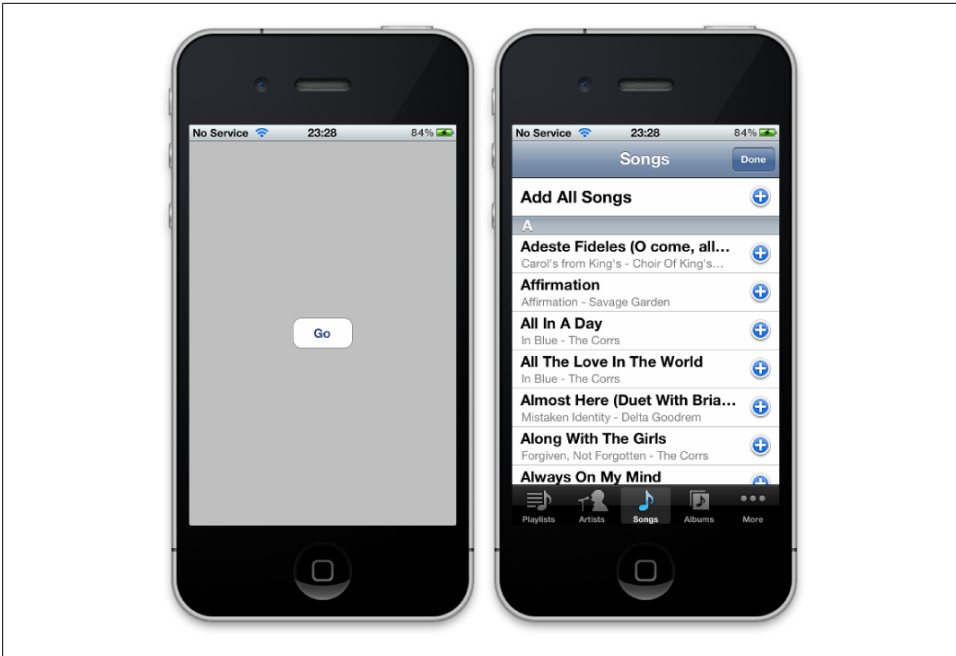 No Service 23:28 84%
Go
No Service 23:28 84%
Songs Done
Add All Songs
A
Adeste Fideles (O come, all...
Carol's from King's - Choir Of King's...
Affirmation
Affirmation - Savage Garden
All In A Day
In Blue - The Corrs
All The Love In The World
In Blue - The Corrs
Almost Here (Duet With Bria...
Mistaken Identity - Delta Goodrem
Along With The Girls
Forgiven, Not Forgotten - The Corrs
Always On My Mind
Playlists Artists Songs Albums More